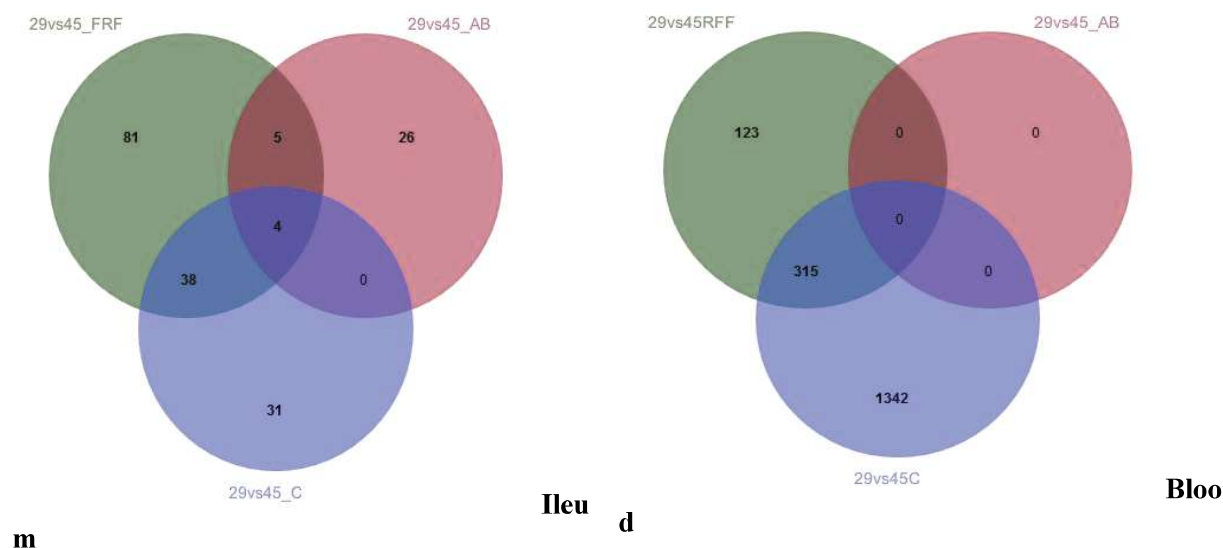 29vs45_FRF 29vs45_AB
81 5 26
4
38 0
31
29vs45_C
Ileu
m
29vs45RFF 29vs45_AB
123 0 0
0
315 0
1342
29vs45C
Bloo
d